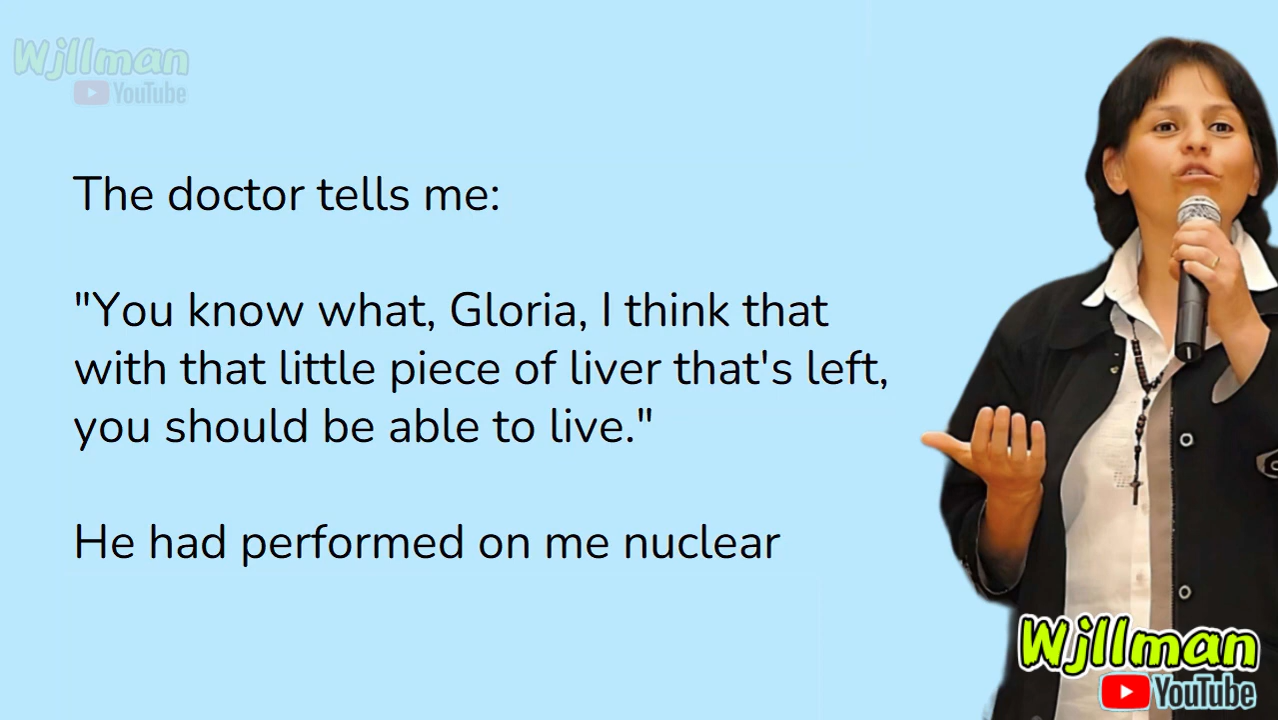 Wjllman
YouTube
The doctor tells me:
"You know what, Gloria, I think that
with that little piece of liver that's left,
you should be able to live."
He had performed on me nuclear
Wjllman
YouTube